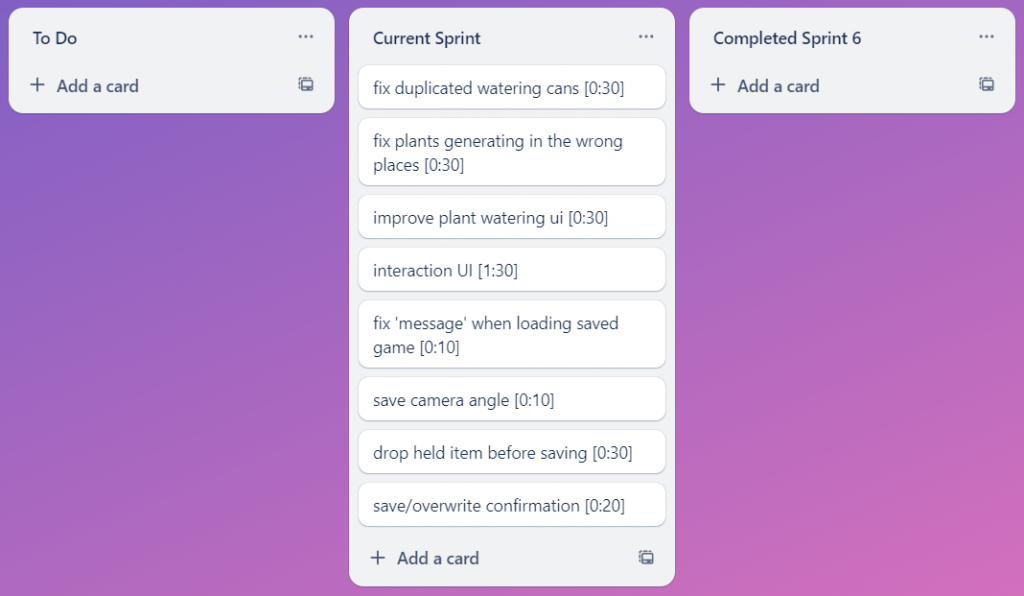 To Do
Add a card
Current Sprint
fix duplicated watering cans [0:30]
fix plants generating in the wrong
places [0:30]
improve plant watering ui [0:30]
interaction UI [1:30]
fix 'message' when loading saved
game [0:10]
save camera angle [0:10]
drop held item before saving [0:30]
save/overwrite confirmation [0:20]
Add a card
Completed Sprint 6
Add a card